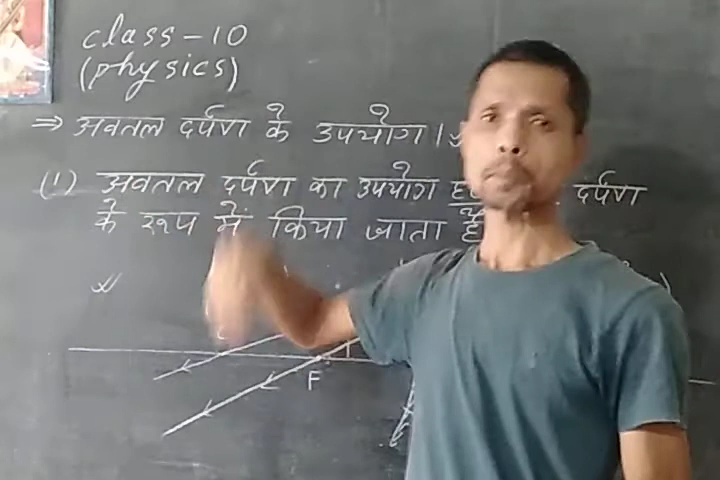 class - 10
(physics)
⇒ अवतल दर्पण के उपयोग।
(1) अवतल दर्पण का उपयोग दर्पण
के रूप में किया जाता है
F